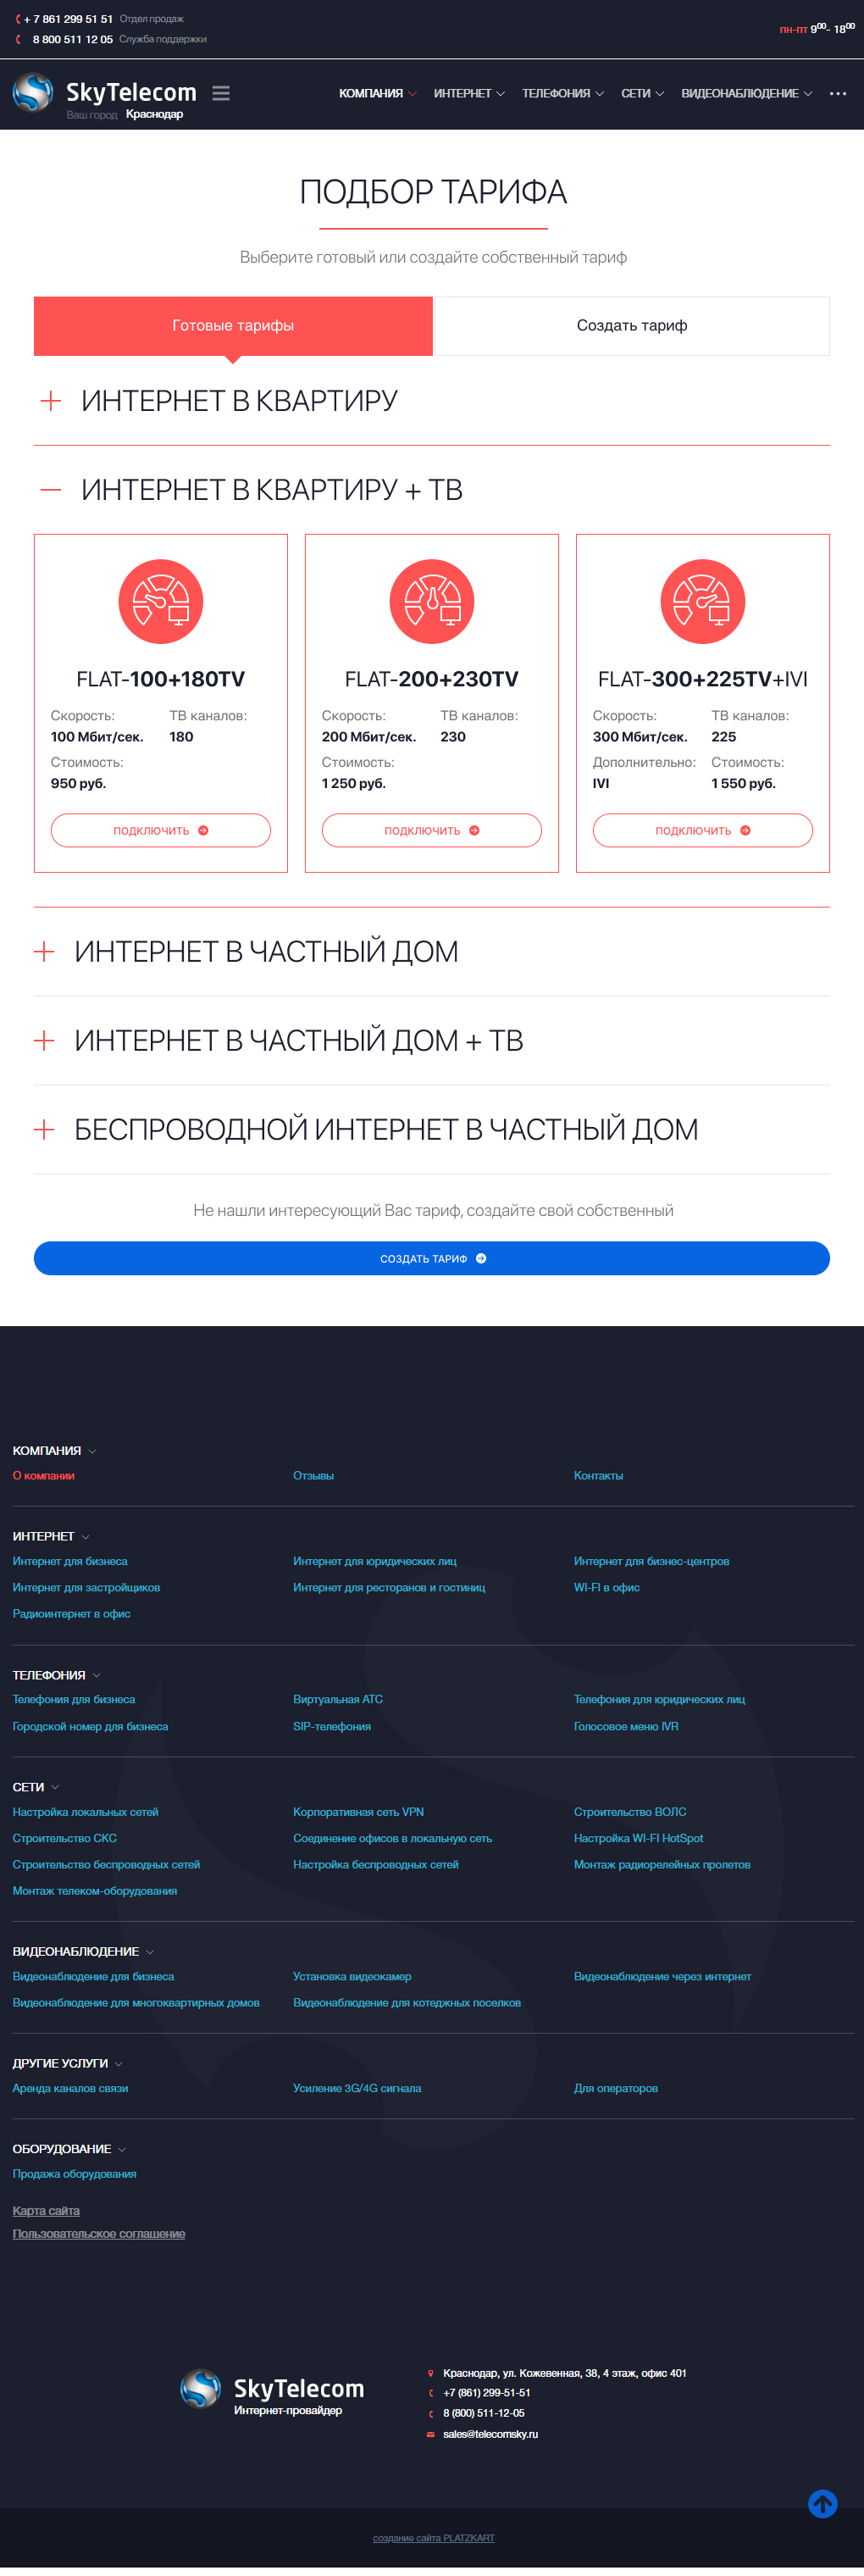 + 7 861 299 51 51 Отдел продаж
8 800 511 12 05 Служба поддержки
пн-пт 9⁰⁰- 18⁰⁰
SkyTelecom
Ваш город Краснодар
КОМПАНИЯ ИНТЕРНЕТ ТЕЛЕФОНИЯ СЕТИ ВИДЕОНАБЛЮДЕНИЕ
ПОДБОР ТАРИФА
Выберите готовый или создайте собственный тариф
Готовые тарифы Создать тариф
ИНТЕРНЕТ В КВАРТИРУ
ИНТЕРНЕТ В КВАРТИРУ + ТВ
FLAT-100+180TV
Скорость: ТВ каналов:
100 Мбит/сек. 180
Стоимость:
950 руб.
ПОДКЛЮЧИТЬ
FLAT-200+230TV
Скорость: ТВ каналов:
200 Мбит/сек. 230
Стоимость:
1 250 руб.
ПОДКЛЮЧИТЬ
FLAT-300+225TV+IVI
Скорость: ТВ каналов:
300 Мбит/сек. 225
Дополнительно: Стоимость:
IVI 1 550 руб.
ПОДКЛЮЧИТЬ
ИНТЕРНЕТ В ЧАСТНЫЙ ДОМ
ИНТЕРНЕТ В ЧАСТНЫЙ ДОМ + ТВ
БЕСПРОВОДНОЙ ИНТЕРНЕТ В ЧАСТНЫЙ ДОМ
Не нашли интересующий Вас тариф, создайте свой собственный
СОЗДАТЬ ТАРИФ
КОМПАНИЯ
О компании Отзывы Контакты
ИНТЕРНЕТ
Интернет для бизнеса Интернет для юридических лиц Интернет для бизнес-центров
Интернет для застройщиков Интернет для ресторанов и гостиниц WI-FI в офис
Радиоинтернет в офис
ТЕЛЕФОНИЯ
Телефония для бизнеса Виртуальная АТС Телефония для юридических лиц
Городской номер для бизнеса SIP-телефония Голосовое меню IVR
СЕТИ
Настройка локальных сетей Корпоративная сеть VPN Строительство ВОЛС
Строительство СКС Соединение офисов в локальную сеть Настройка WI-FI HotSpot
Строительство беспроводных сетей Настройка беспроводных сетей Монтаж радиорелейных пролетов
Монтаж телеком-оборудования
ВИДЕОНАБЛЮДЕНИЕ
Видеонаблюдение для бизнеса Установка видеокамер Видеонаблюдение через интернет
Видеонаблюдение для многоквартирных домов Видеонаблюдение для котеджных поселков
ДРУГИЕ УСЛУГИ
Аренда каналов связи Усиление 3G/4G сигнала Для операторов
ОБОРУДОВАНИЕ
Продажа оборудования
Карта сайта
Пользовательское соглашение
SkyTelecom
Интернет-провайдер
Краснодар, ул. Кожевенная, 38, 4 этаж, офис 401
+7 (861) 299-51-51
8 (800) 511-12-05
sales@telecomsky.ru
создание сайта PLATZKART